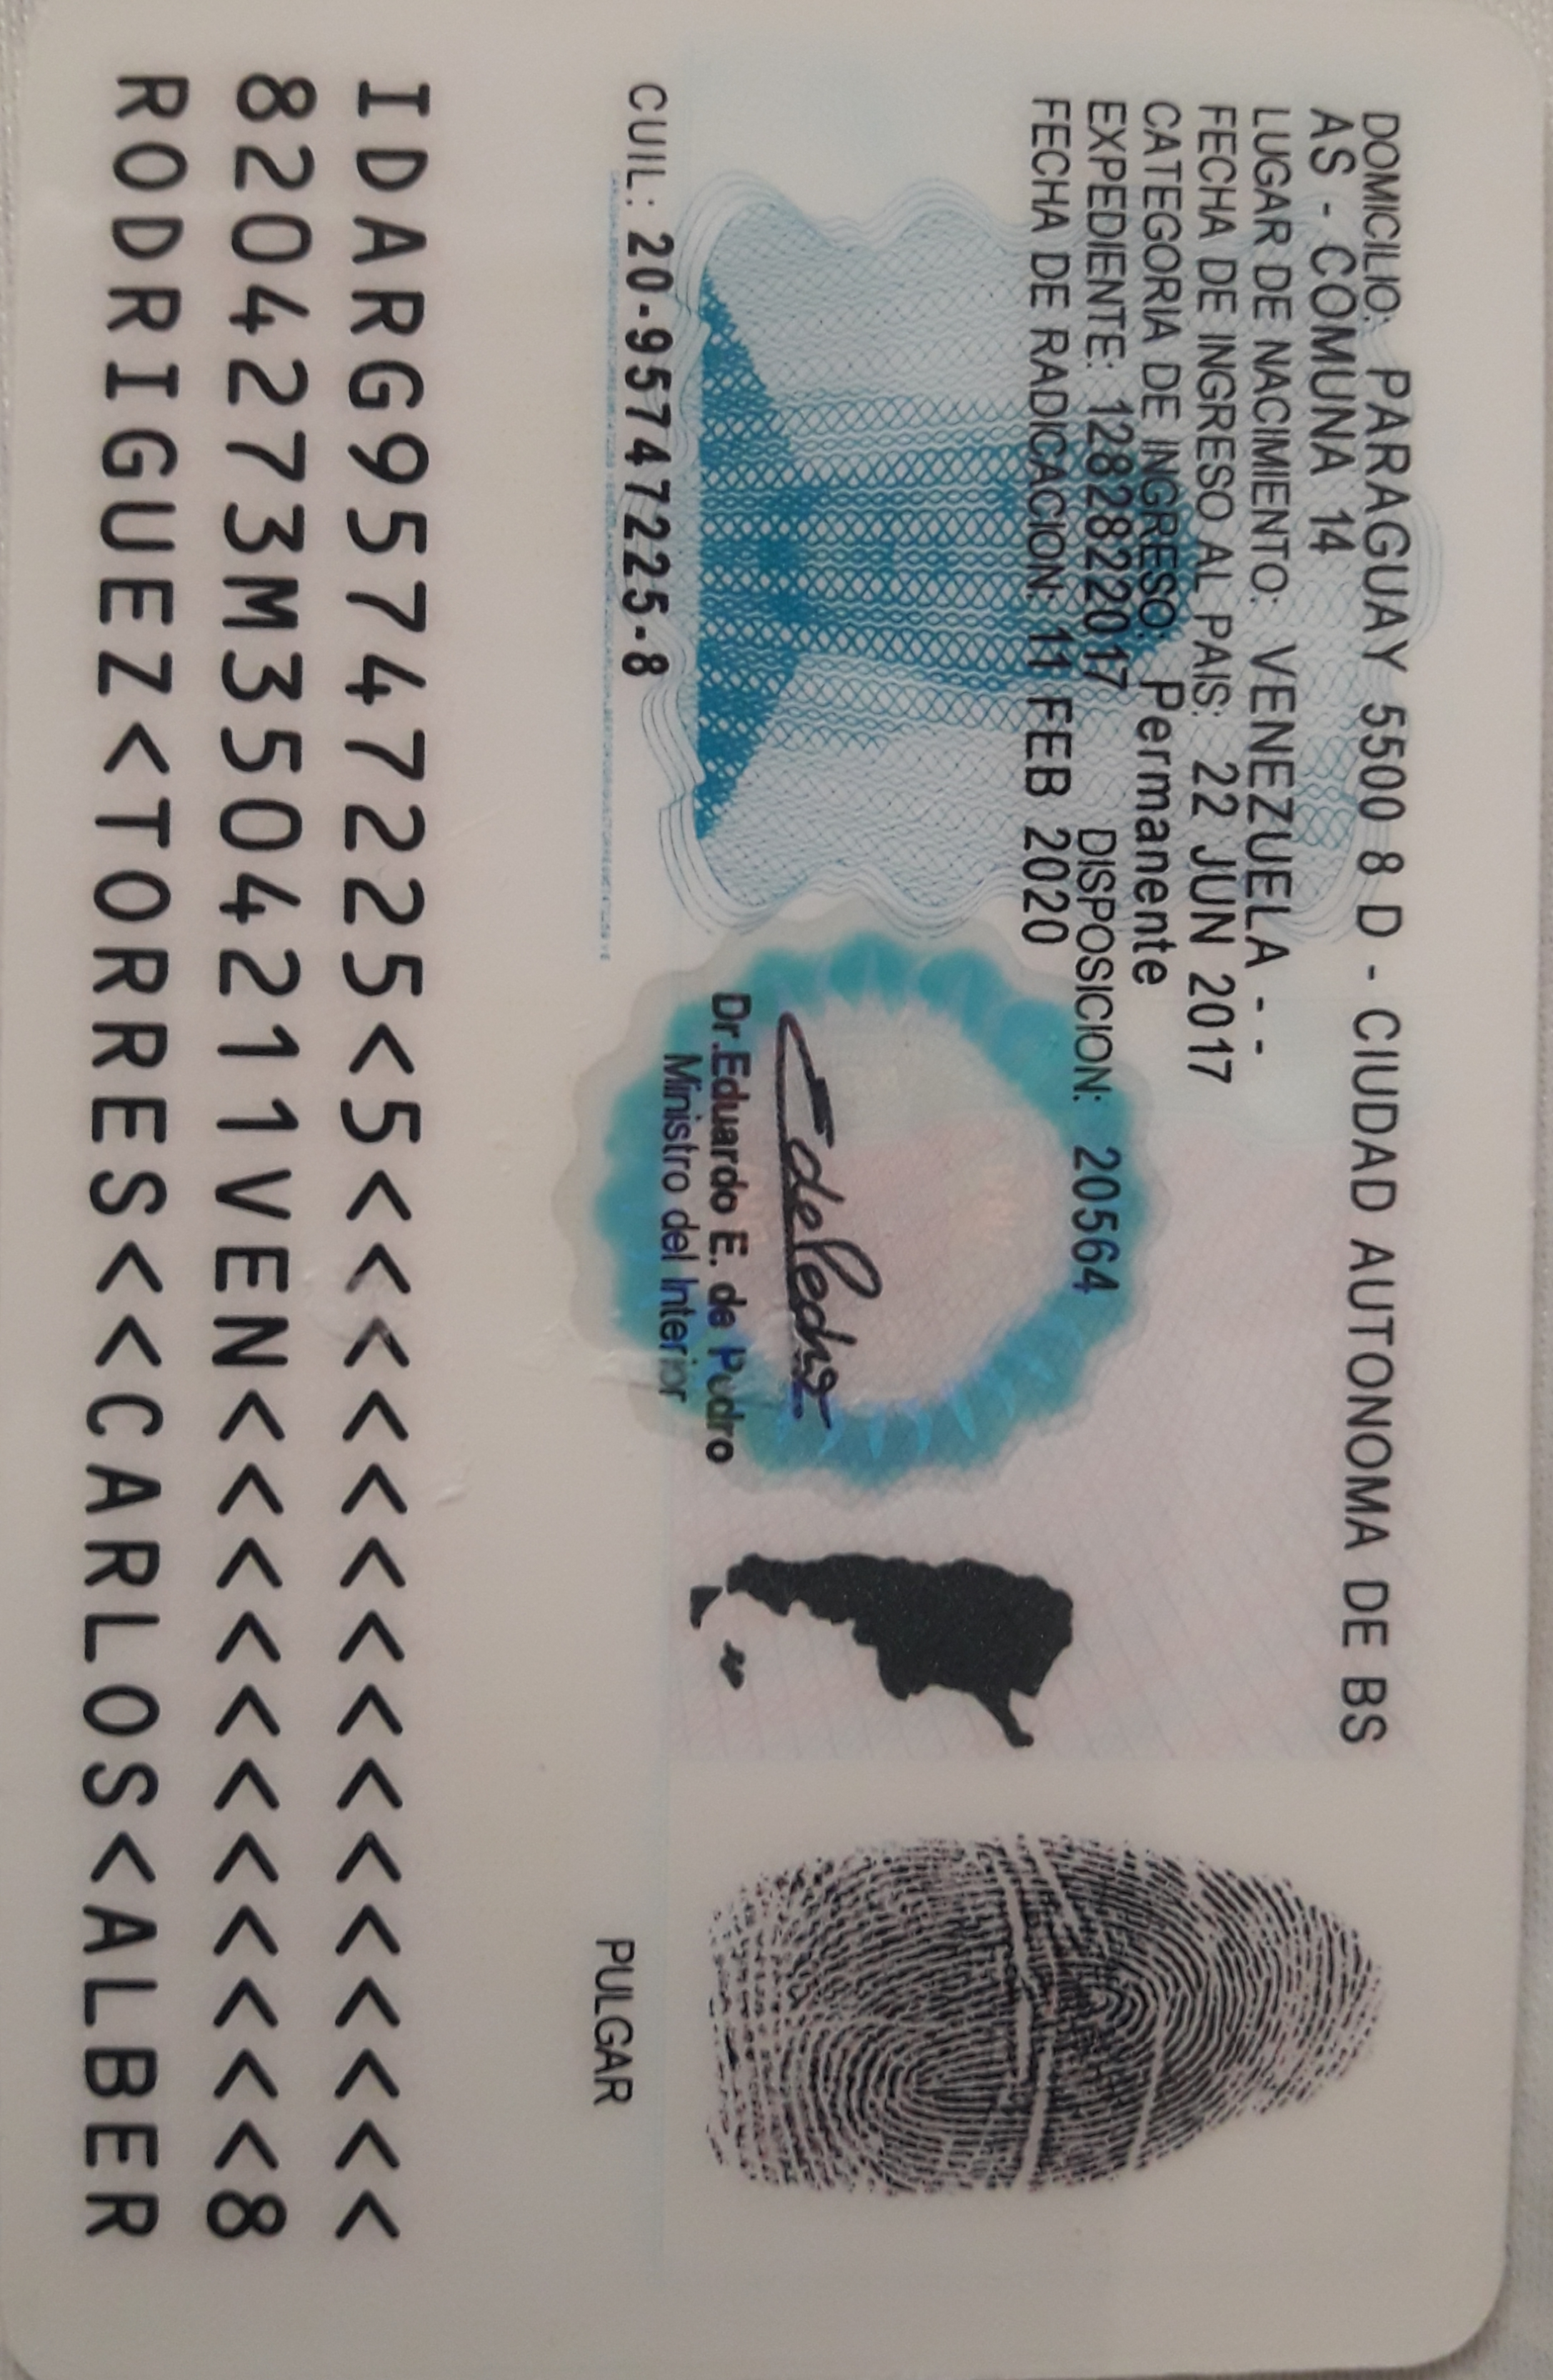 DOMICILIO: PARAGUAY 5500 8 D - CIUDAD AUTONOMA DE BS
AS - COMUNA 14
LUGAR DE NACIMIENTO: VENEZUELA - -
FECHA DE INGRESO AL PAIS: 22 JUN 2017
CATEGORIA DE INGRESO: Permanente
EXPEDIENTE: 1282822017 DISPOSICION: 20564
FECHA DE RADICACION: 11 FEB 2020
EdePedro
Dr.Eduardo E. de Pedro
Ministro del Interior
CUIL: 20-95747225-8
PULGAR
IDARG95747225<5<<<<<<<<<<<<<<<
8204273M3504211VEN<<<<<<<<<<<8
RODRIGUEZ<TORRES<<CARLOS<ALBER